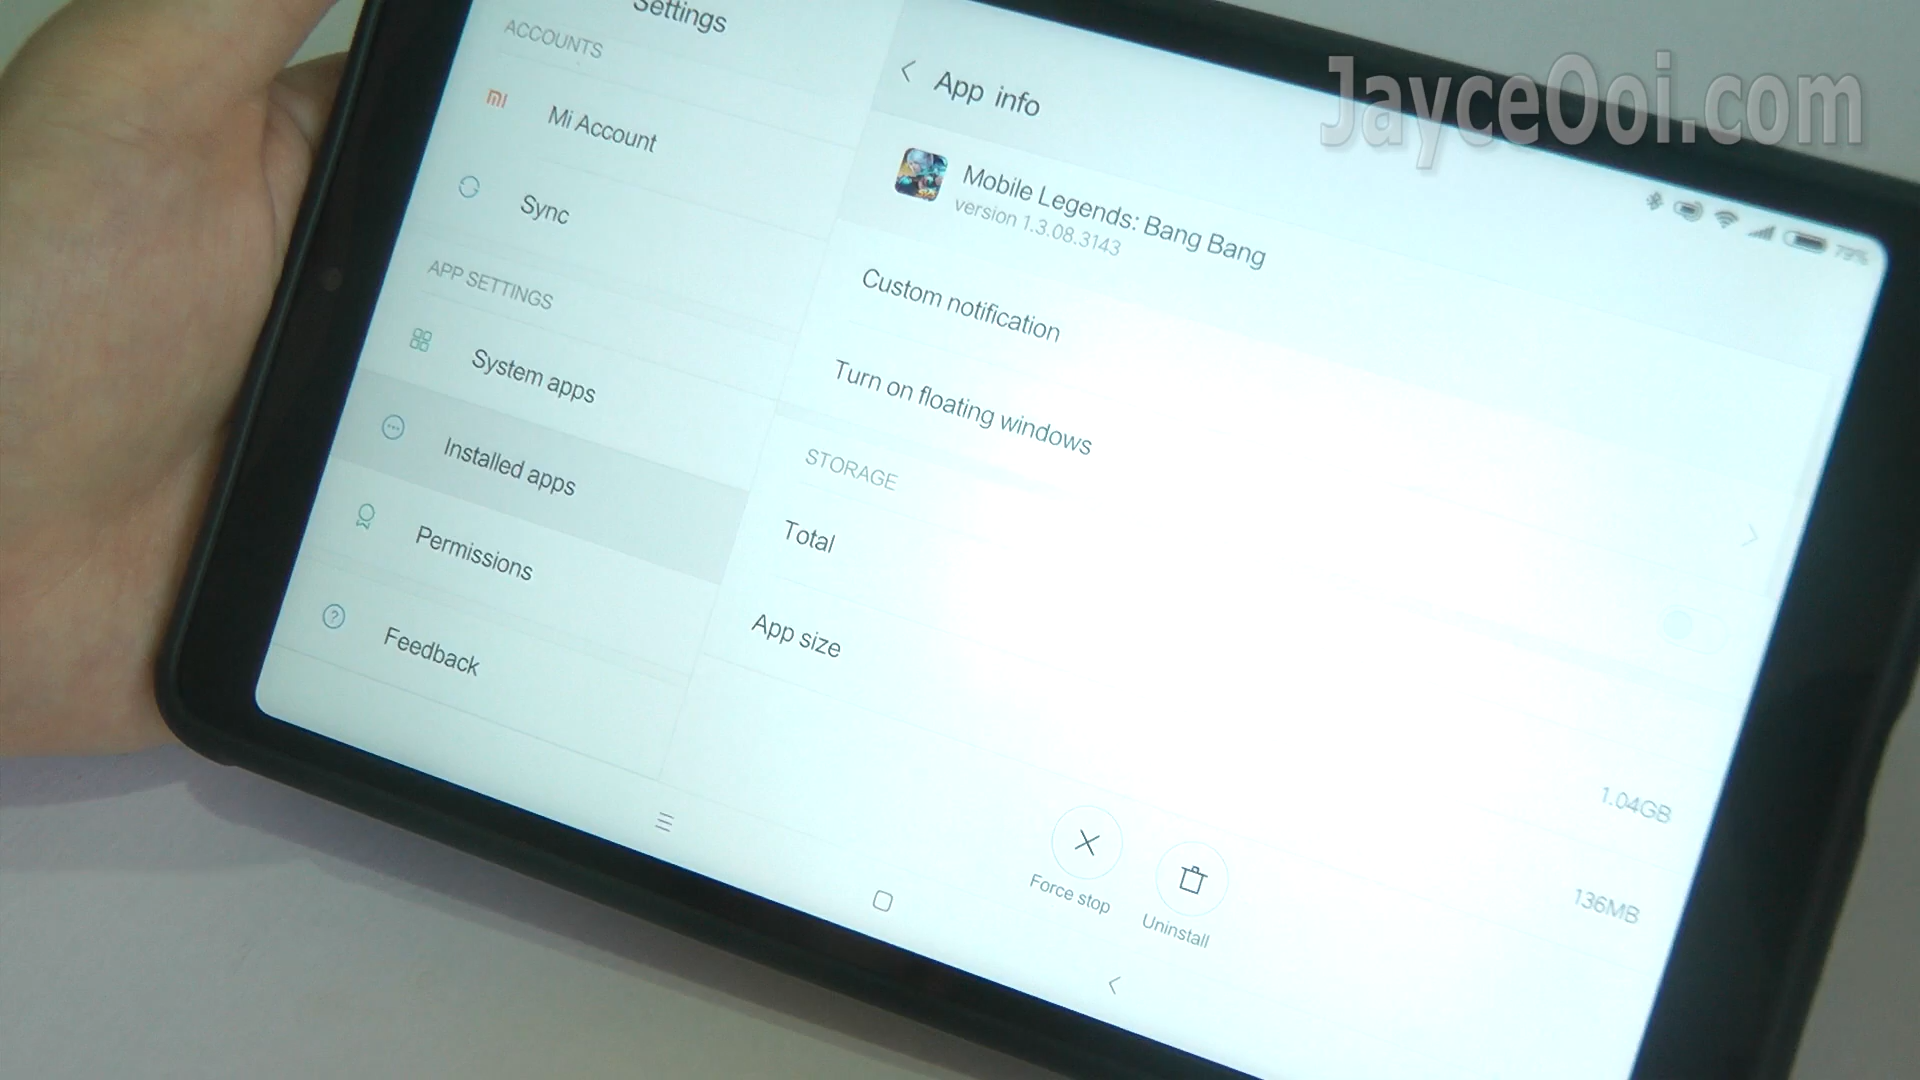 JayceOoi.com
79%
Settings
ACCOUNTS
Mi Account
Sync
APP SETTINGS
System apps
Installed apps
Permissions
Feedback
App info
Mobile Legends: Bang Bang
version 1.3.08.3143
Custom notification
Turn on floating windows
STORAGE
Total
1.04GB
App size
136MB
Force stop
Uninstall